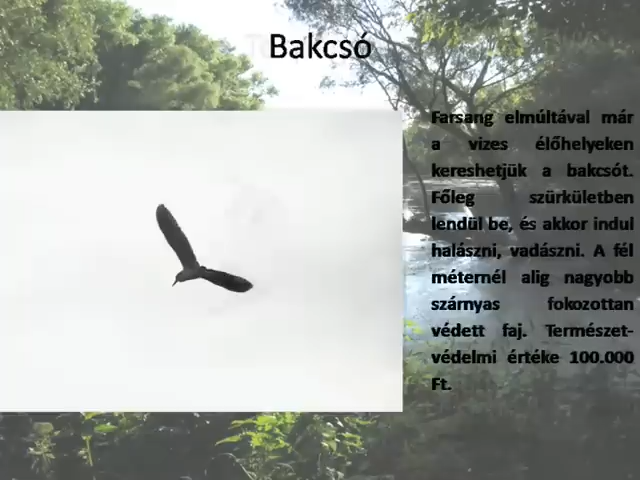 Bakcsó
Farsang elmúltával már
a vizes élőhelyeken
kereshetjük a bakcsót.
Főleg szürkületben
lendül be, és akkor indul
halászni, vadászni. A fél
méternél alig nagyobb
szárnyas fokozottan
védett faj. Természet-
védelmi értéke 100.000
Ft.